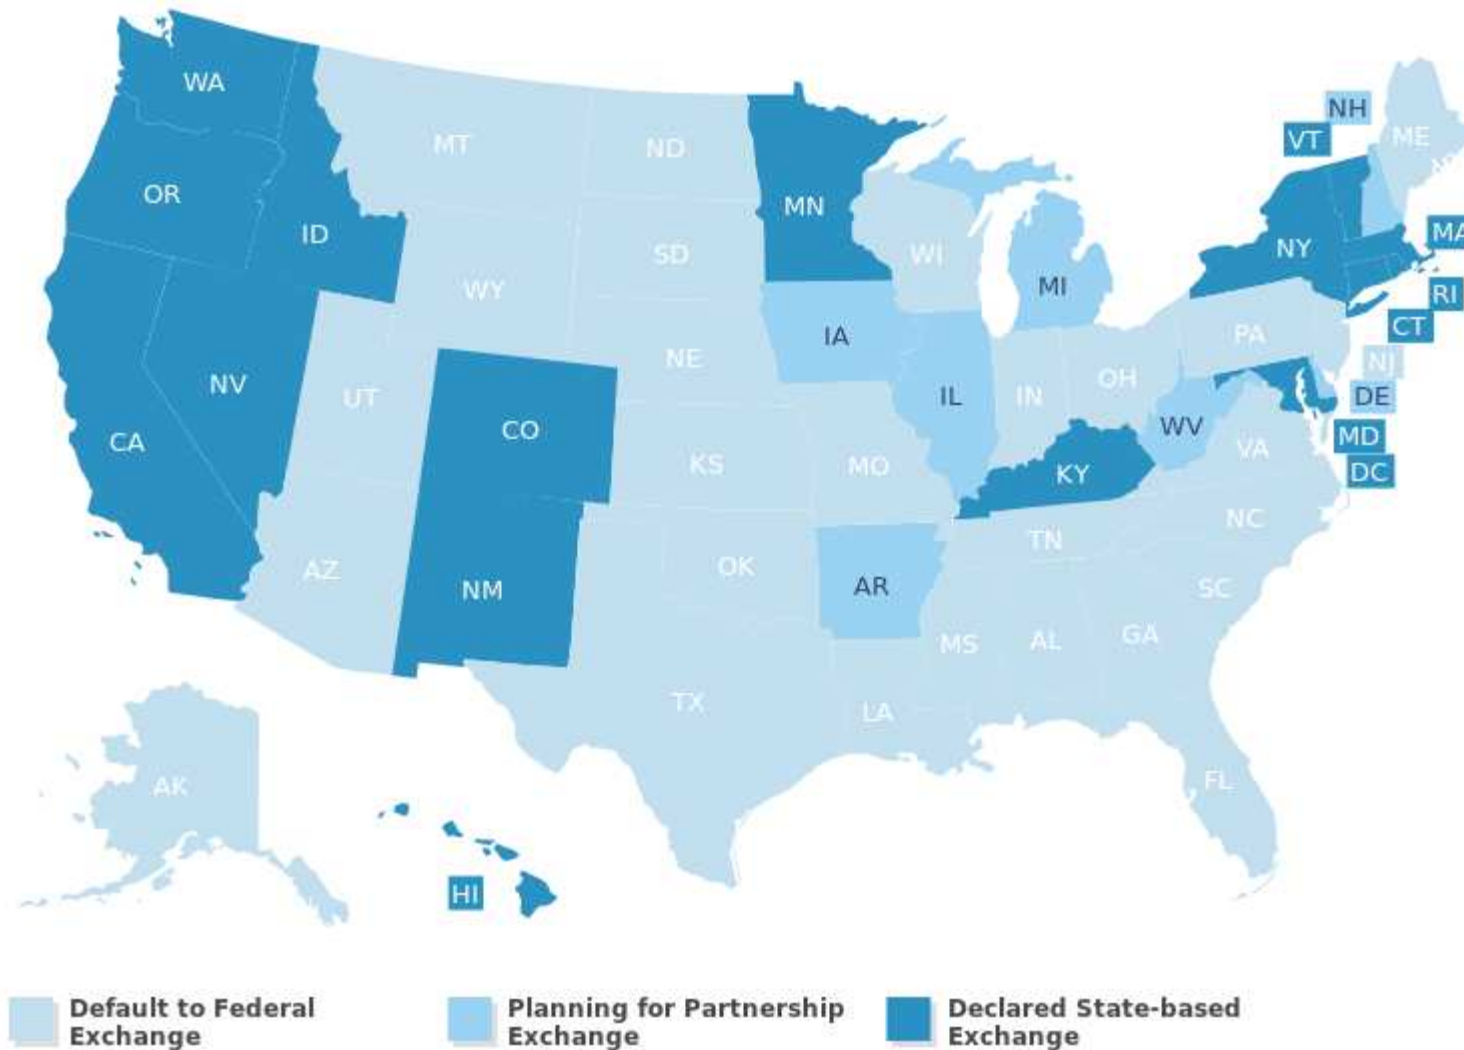 WA
MT
ND
MN
OR
ID
WY
SD
WI
MI
NY
VT
NH
ME
MA
RI
CT
NJ
DE
MD
DC
NV
CA
UT
CO
NE
IA
IL
IN
OH
PA
WV
VA
KS
MO
KY
AZ
NM
OK
AR
TN
NC
SC
TX
LA
MS
AL
GA
FL
AK
HI
Default to Federal
Exchange
Planning for Partnership
Exchange
Declared State-based
Exchange